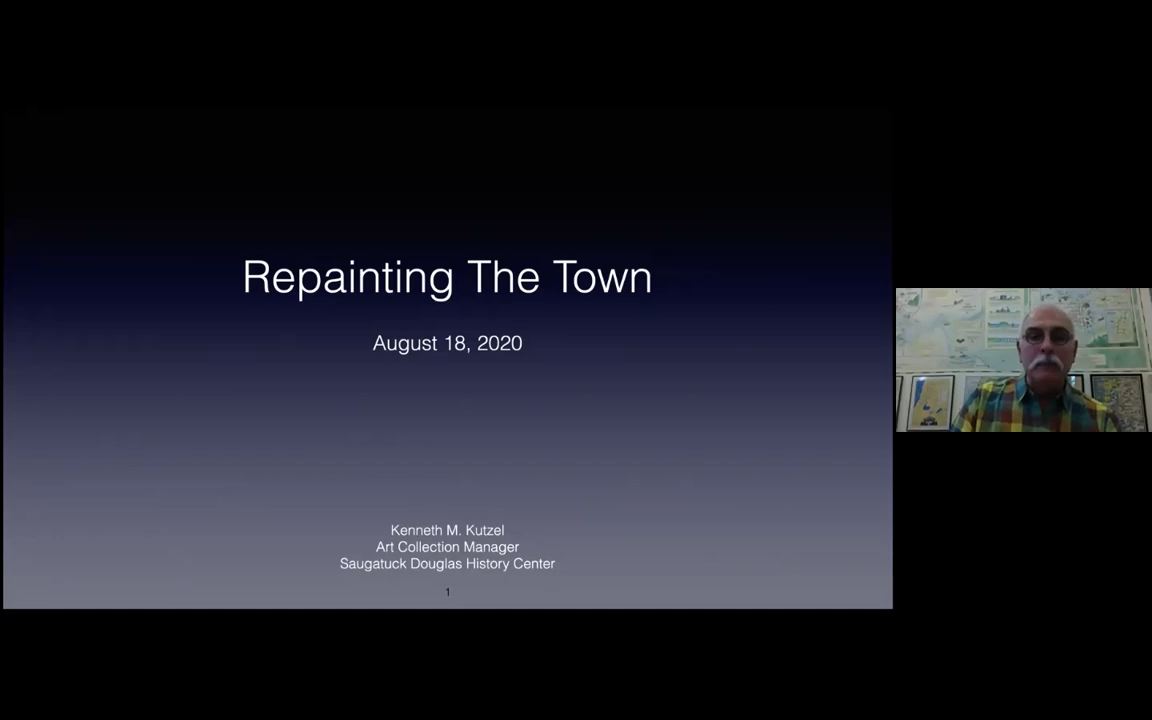 Repainting The Town
August 18, 2020
Kenneth M. Kutzel
Art Collection Manager
Saugatuck Douglas History Center
1